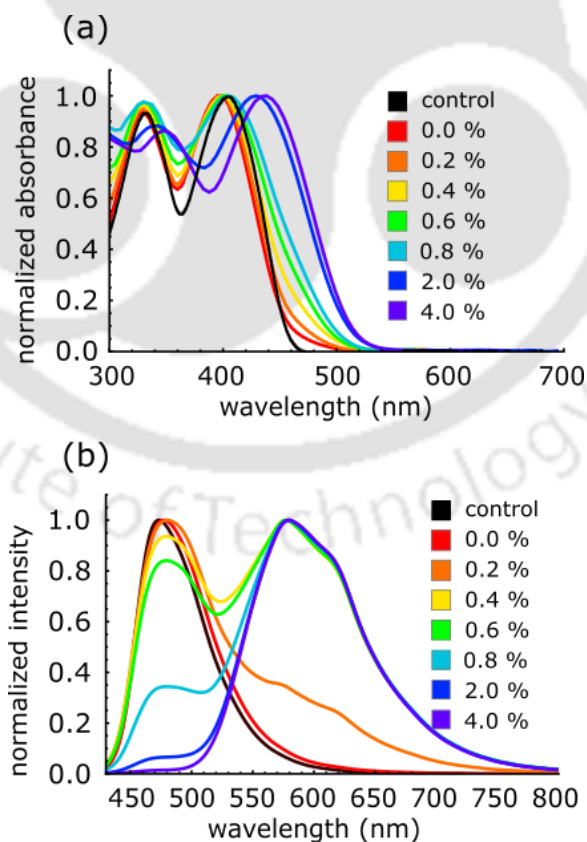 (a)
normalized absorbance
1.0
0.8
0.6
0.4
0.2
0.0
300 400 500 600 700
wavelength (nm)
control
0.0 %
0.2 %
0.4 %
0.6 %
0.8 %
2.0 %
4.0 %
ute of Technology
(b)
normalized intensity
1.0
0.8
0.6
0.4
0.2
0.0
450 500 550 600 650 700 750 800
wavelength (nm)
control
0.0 %
0.2 %
0.4 %
0.6 %
0.8 %
2.0 %
4.0 %